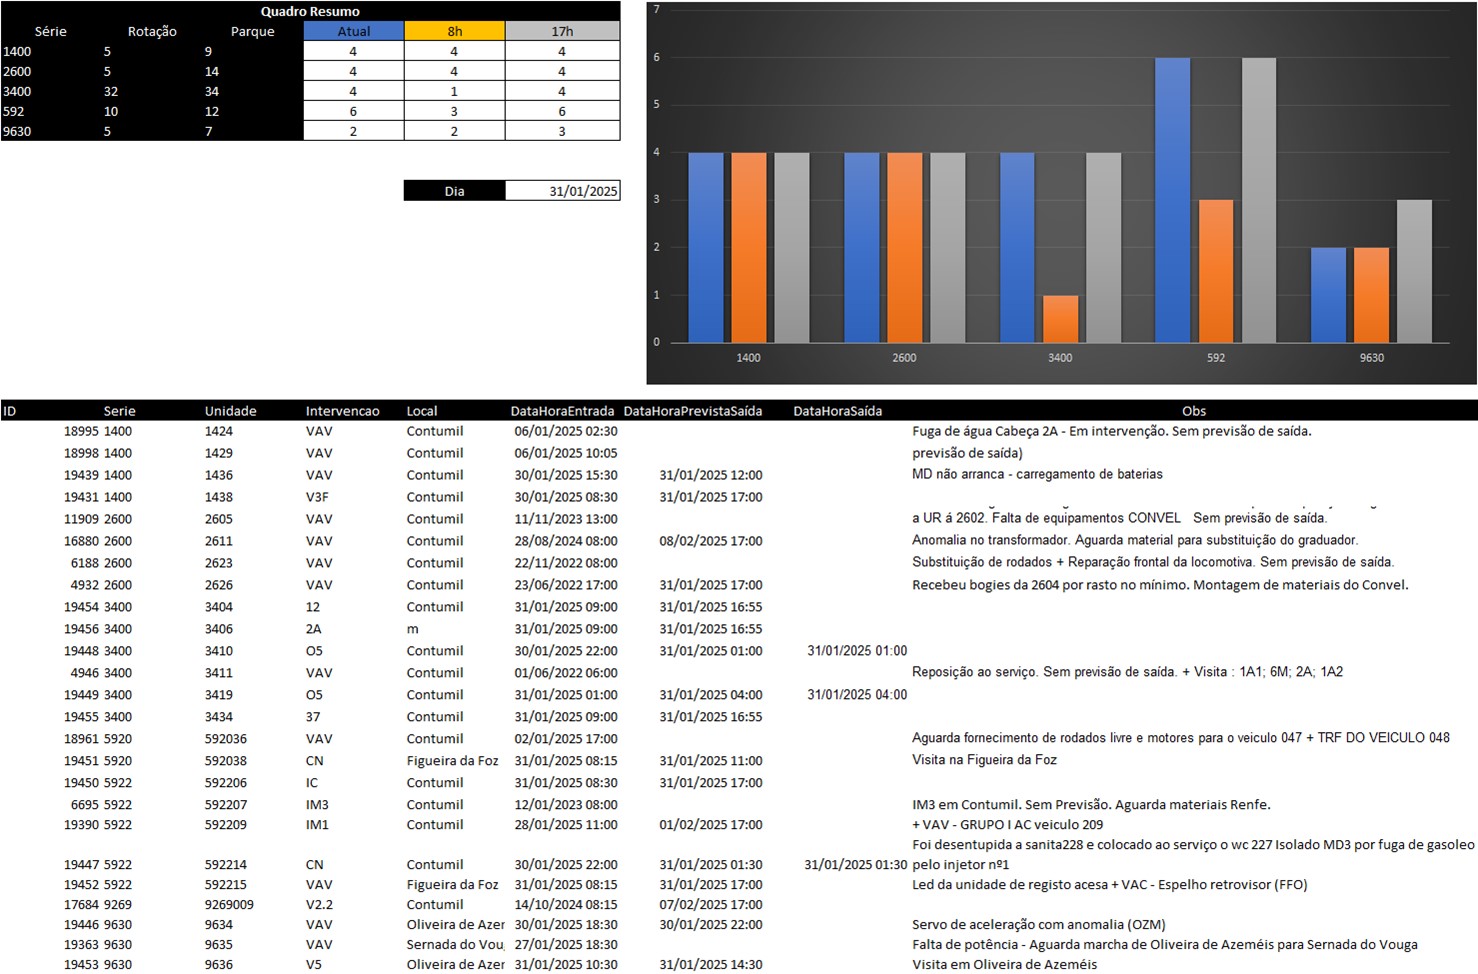 Quadro Resumo
Série Rotação Parque Atual 8h 17h
1400 5 9 4 4 4
2600 5 14 4 4 4
3400 32 34 4 1 4
592 10 12 6 3 6
9630 5 7 2 2 3
Dia 31/01/2025
7
6
5
4
3
2
1
0
1400 2600 3400 592 9630
ID Serie Unidade Intervencao Local DataHoraEntrada DataHoraPrevistaSaída DataHoraSaída Obs
18995 1400 1424 VAV Contumil 06/01/2025 02:30 Fuga de água Cabeça 2A - Em intervenção. Sem previsão de saída.
18998 1400 1429 VAV Contumil 06/01/2025 10:05 previsão de saída)
19439 1400 1436 VAV Contumil 30/01/2025 15:30 31/01/2025 12:00 MD não arranca - carregamento de baterias
19431 1400 1438 V3F Contumil 30/01/2025 08:30 31/01/2025 17:00
11909 2600 2605 VAV Contumil 11/11/2023 13:00 a UR á 2602. Falta de equipamentos CONVEL Sem previsão de saída.
16880 2600 2611 VAV Contumil 28/08/2024 08:00 08/02/2025 17:00 Anomalia no transformador. Aguarda material para substituição do graduador.
6188 2600 2623 VAV Contumil 22/11/2022 08:00 Substituição de rodados + Reparação frontal da locomotiva. Sem previsão de saída.
4932 2600 2626 VAV Contumil 23/06/2022 17:00 31/01/2025 17:00 Recebeu bogies da 2604 por rasto no mínimo. Montagem de materiais do Convel.
19454 3400 3404 12 Contumil 31/01/2025 09:00 31/01/2025 16:55
19456 3400 3406 2A m 31/01/2025 09:00 31/01/2025 16:55
19448 3400 3410 O5 Contumil 30/01/2025 22:00 31/01/2025 01:00 31/01/2025 01:00
4946 3400 3411 VAV Contumil 01/06/2022 06:00 Reposição ao serviço. Sem previsão de saída. + Visita : 1A1; 6M; 2A; 1A2
19449 3400 3419 O5 Contumil 31/01/2025 01:00 31/01/2025 04:00 31/01/2025 04:00
19455 3400 3434 37 Contumil 31/01/2025 09:00 31/01/2025 16:55
18961 5920 592036 VAV Contumil 02/01/2025 17:00 Aguarda fornecimento de rodados livre e motores para o veiculo 047 + TRF DO VEICULO 048
19451 5920 592038 CN Figueira da Foz 31/01/2025 08:15 31/01/2025 11:00 Visita na Figueira da Foz
19450 5922 592206 IC Contumil 31/01/2025 08:30 31/01/2025 17:00
6695 5922 592207 IM3 Contumil 12/01/2023 08:00 IM3 em Contumil. Sem Previsão. Aguarda materiais Renfe.
19390 5922 592209 IM1 Contumil 28/01/2025 11:00 01/02/2025 17:00 + VAV - GRUPO I AC veiculo 209
Foi desentupida a sanita228 e colocado ao serviço o wc 227 Isolado MD3 por fuga de gasoleo
19447 5922 592214 CN Contumil 30/01/2025 22:00 31/01/2025 01:30 31/01/2025 01:30 pelo injetor nº1
19452 5922 592215 VAV Figueira da Foz 31/01/2025 08:15 31/01/2025 17:00 Led da unidade de registo acesa + VAC - Espelho retrovisor (FFO)
17684 9269 9269009 V2.2 Contumil 14/10/2024 08:15 07/02/2025 17:00
19446 9630 9634 VAV Oliveira de Azer 30/01/2025 18:30 30/01/2025 22:00 Servo de aceleração com anomalia (OZM)
19363 9630 9635 VAV Sernada do Vou 27/01/2025 18:30 Falta de potência - Aguarda marcha de Oliveira de Azeméis para Sernada do Vouga
19453 9630 9636 V5 Oliveira de Azer 31/01/2025 10:30 31/01/2025 14:30 Visita em Oliveira de Azeméis